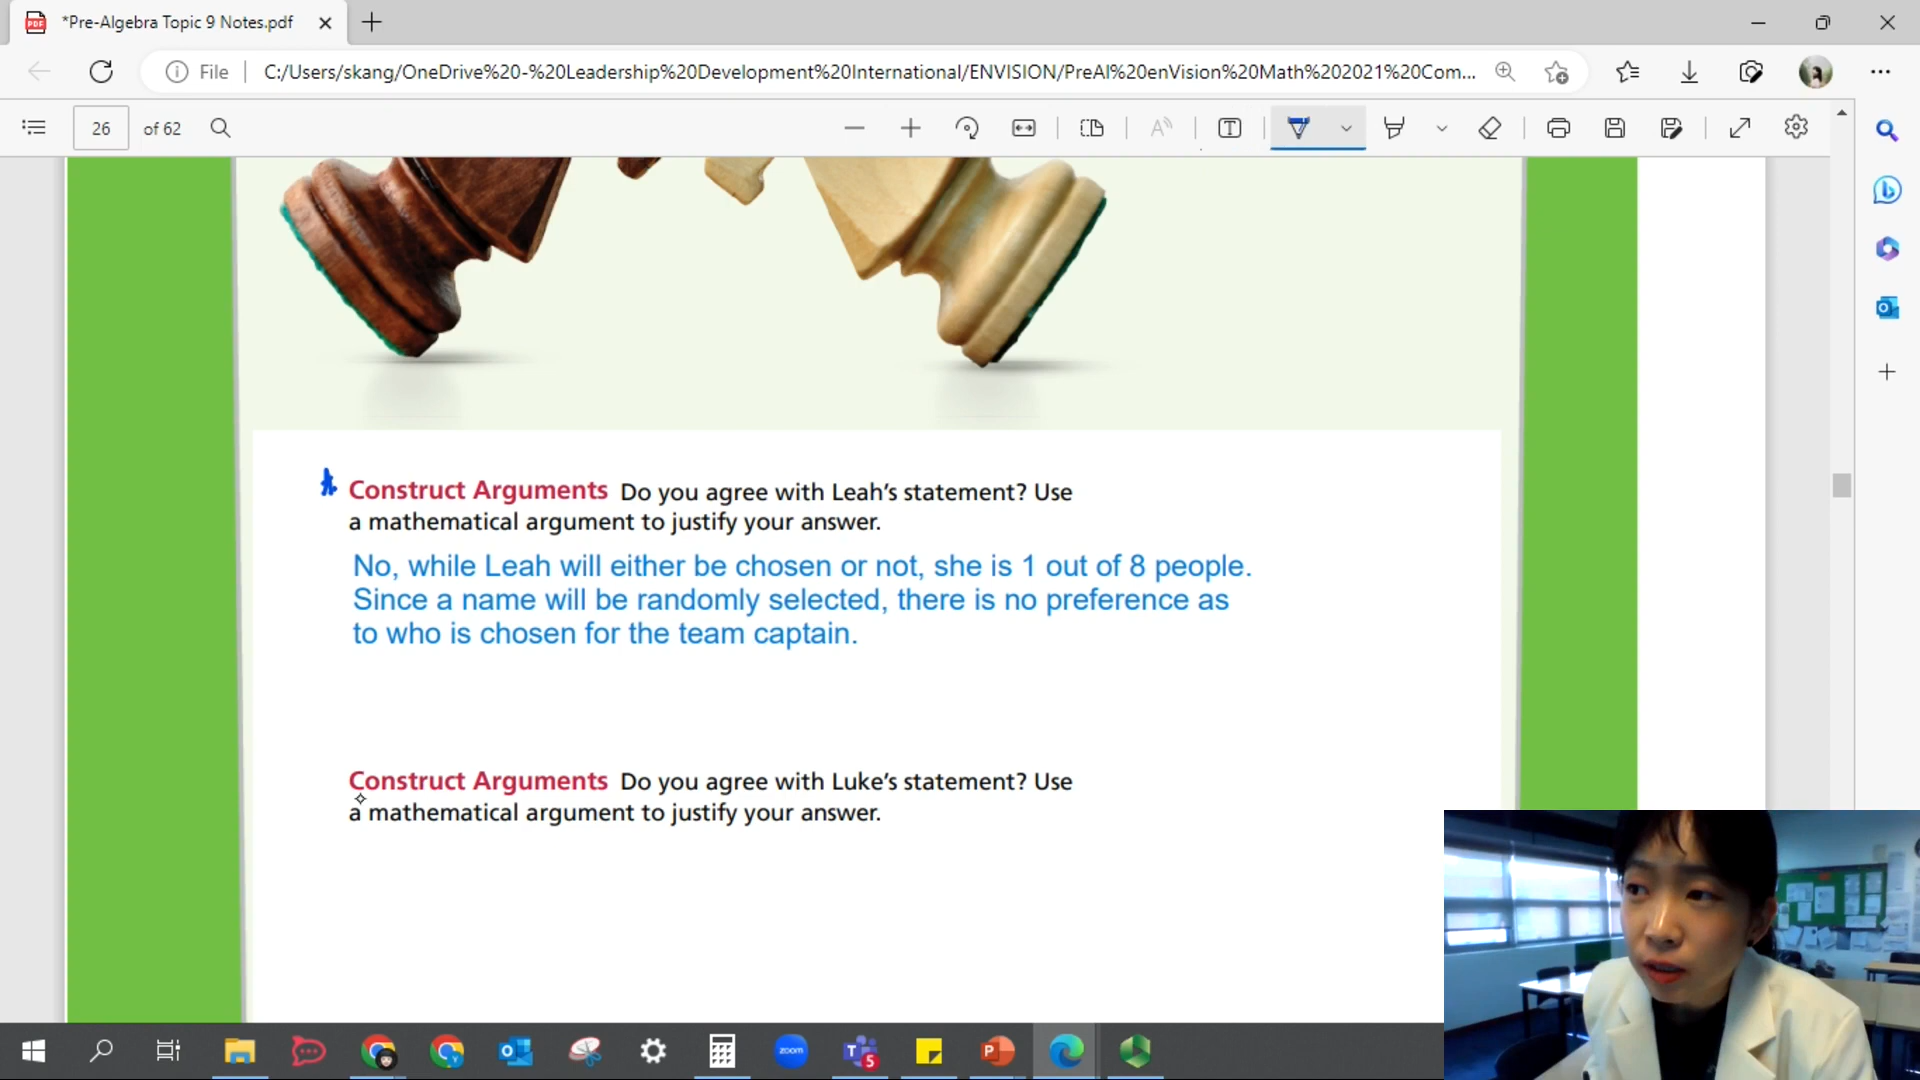 *Pre-Algebra Topic 9 Notes.pdf
File
C:/Users/skang/OneDrive%20-%20Leadership%20Development%20International/ENVISION/PreAl%20enVision%20Math%202021%20Com...
26
of 62
Construct Arguments Do you agree with Leah’s statement? Use
a mathematical argument to justify your answer.
No, while Leah will either be chosen or not, she is 1 out of 8 people.
Since a name will be randomly selected, there is no preference as
to who is chosen for the team captain.
Construct Arguments Do you agree with Luke’s statement? Use
a mathematical argument to justify your answer.
zoom
5